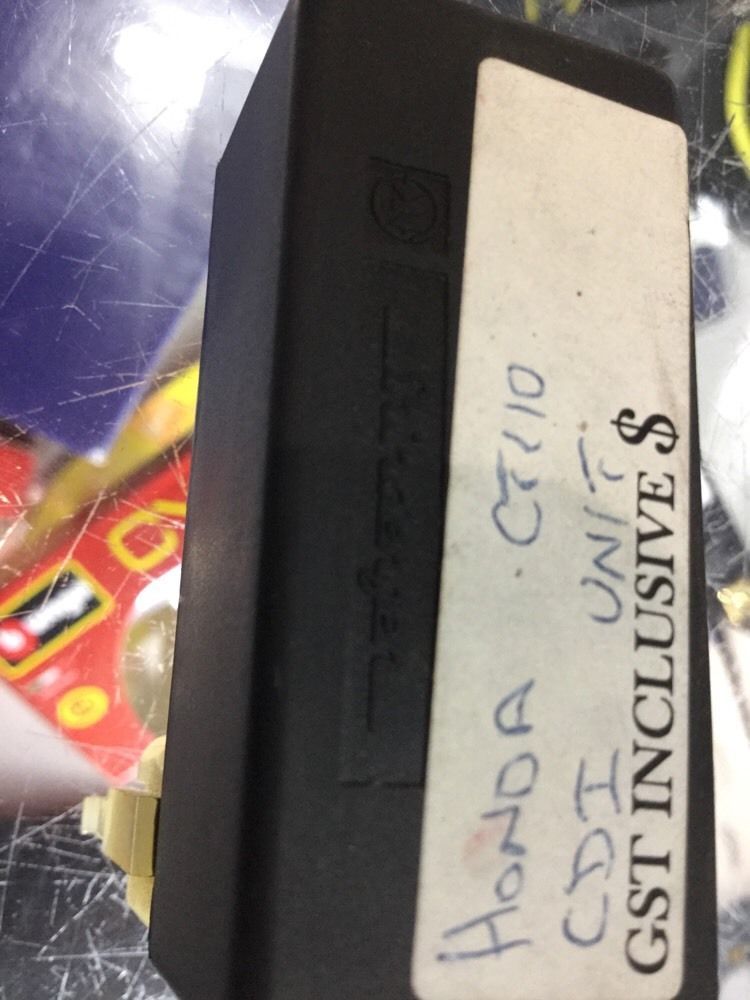 HONDA CT110
CDI UNIT
GST INCLUSIVE $